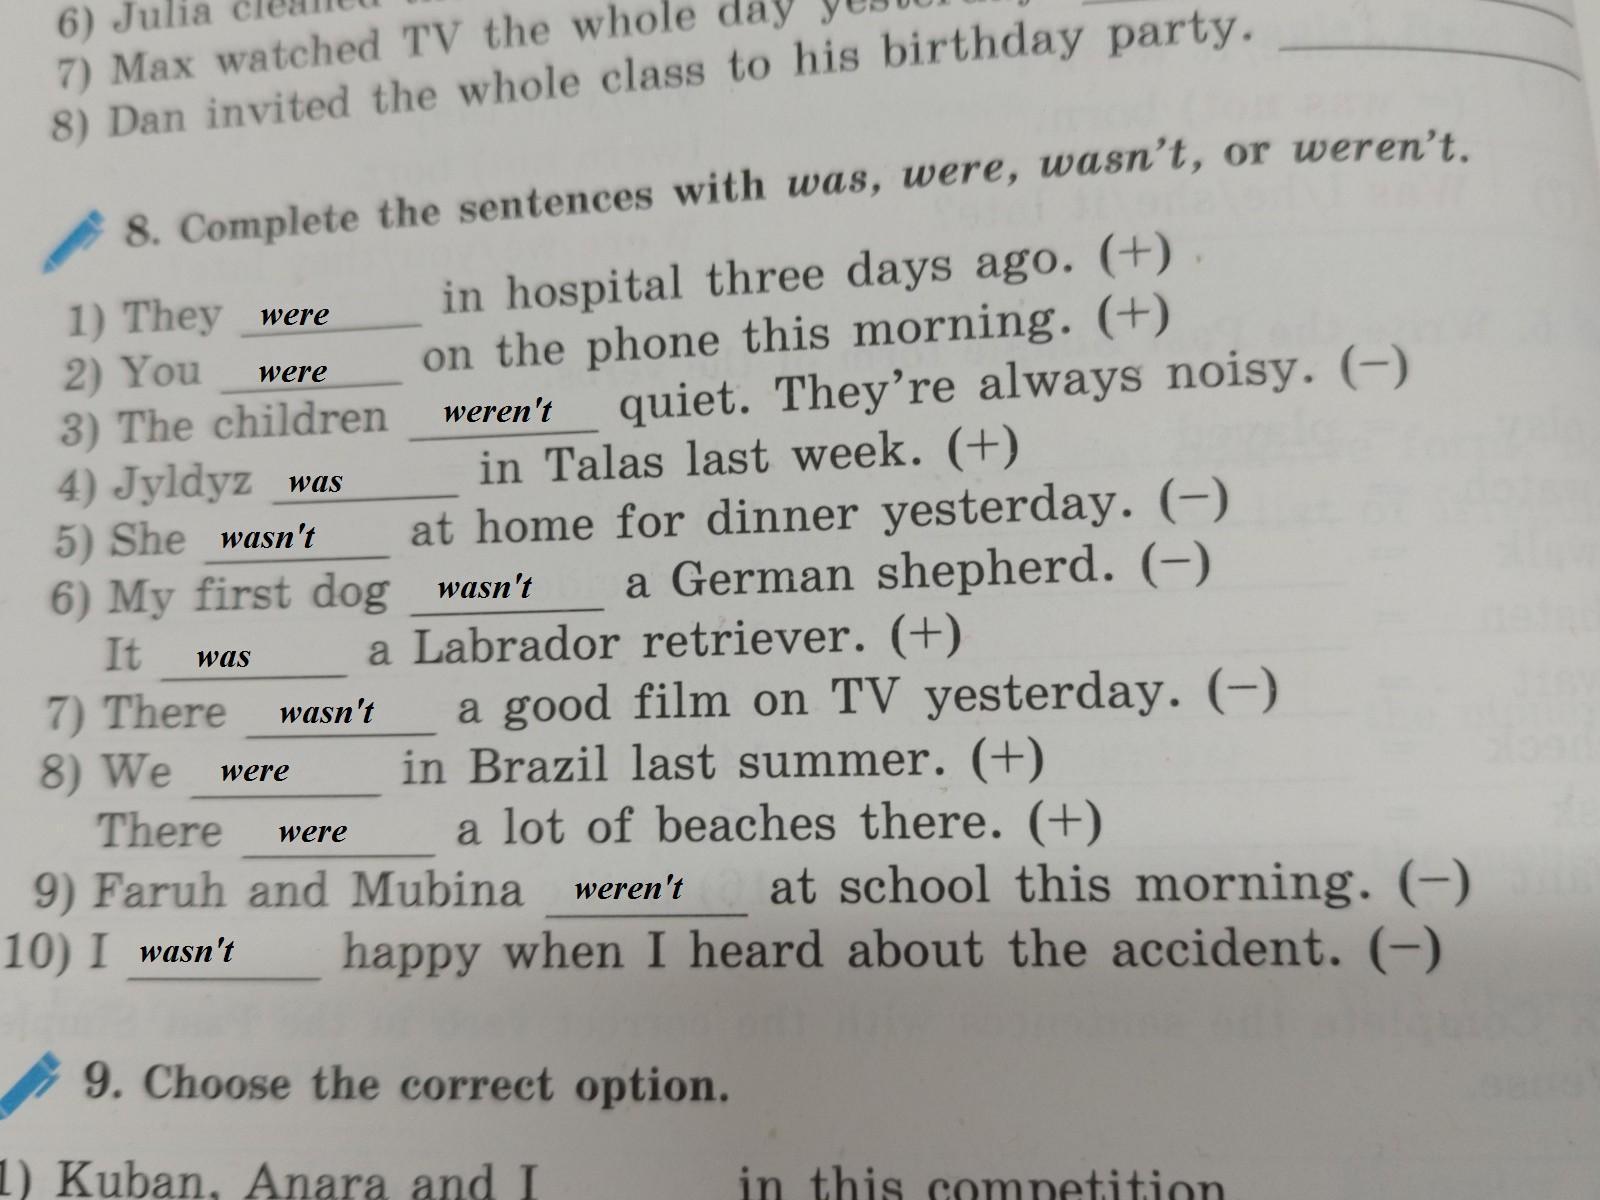 6) Julia cleaned the whole day yesterday
7) Max watched TV the whole day yesterday
8) Dan invited the whole class to his birthday party.
8. Complete the sentences with was, were, wasn't, or weren't.
1) They were in hospital three days ago. (+)
2) You were on the phone this morning. (+)
3) The children weren't quiet. They're always noisy. (−)
4) Jyldyz was in Talas last week. (+)
5) She wasn't at home for dinner yesterday. (−)
6) My first dog wasn't a German shepherd. (−)
It was a Labrador retriever. (+)
7) There wasn't a good film on TV yesterday. (−)
8) We were in Brazil last summer. (+)
There were a lot of beaches there. (+)
9) Faruh and Mubina weren't at school this morning. (−)
10) I wasn't happy when I heard about the accident. (−)
9. Choose the correct option.
1) Kuban, Anara and I in this competition